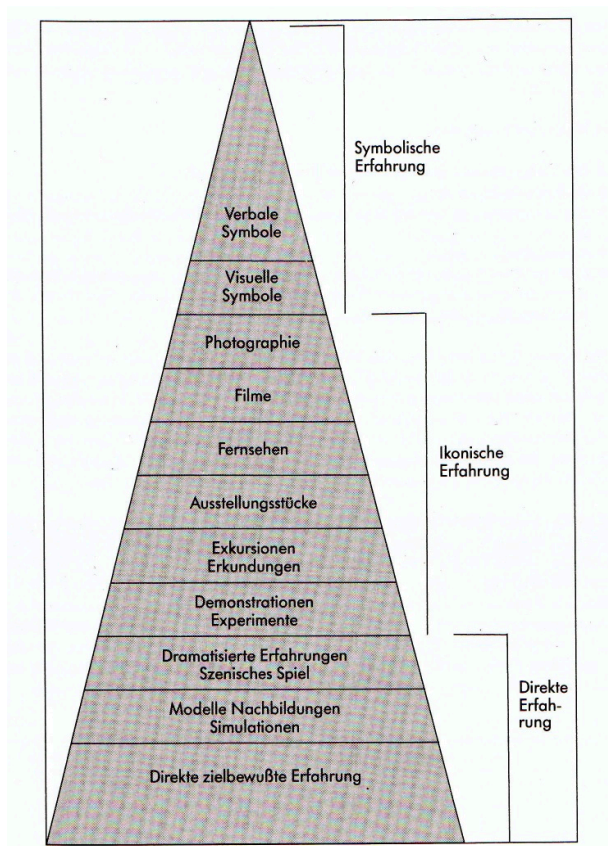 Symbolische
Erfahrung
Verbale
Symbole
Visuelle
Symbole
Photographie
Filme
Fernsehen
Ikonische
Erfahrung
Ausstellungsstücke
Exkursionen
Erkundungen
Demonstrationen
Experimente
Dramatisierte Erfahrungen
Szenisches Spiel
Direkte
Erfah-
rung
Modelle Nachbildungen
Simulationen
Direkte zielbewußte Erfahrung